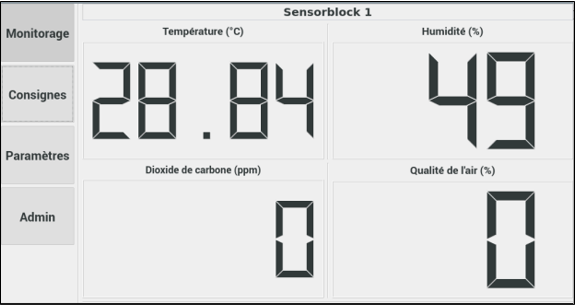 Sensorblock 1
Monitorage
Consignes
Paramètres
Admin
Température (°C)
28.84
Humidité (%)
49
Dioxide de carbone (ppm)
0
Qualité de l'air (%)
0